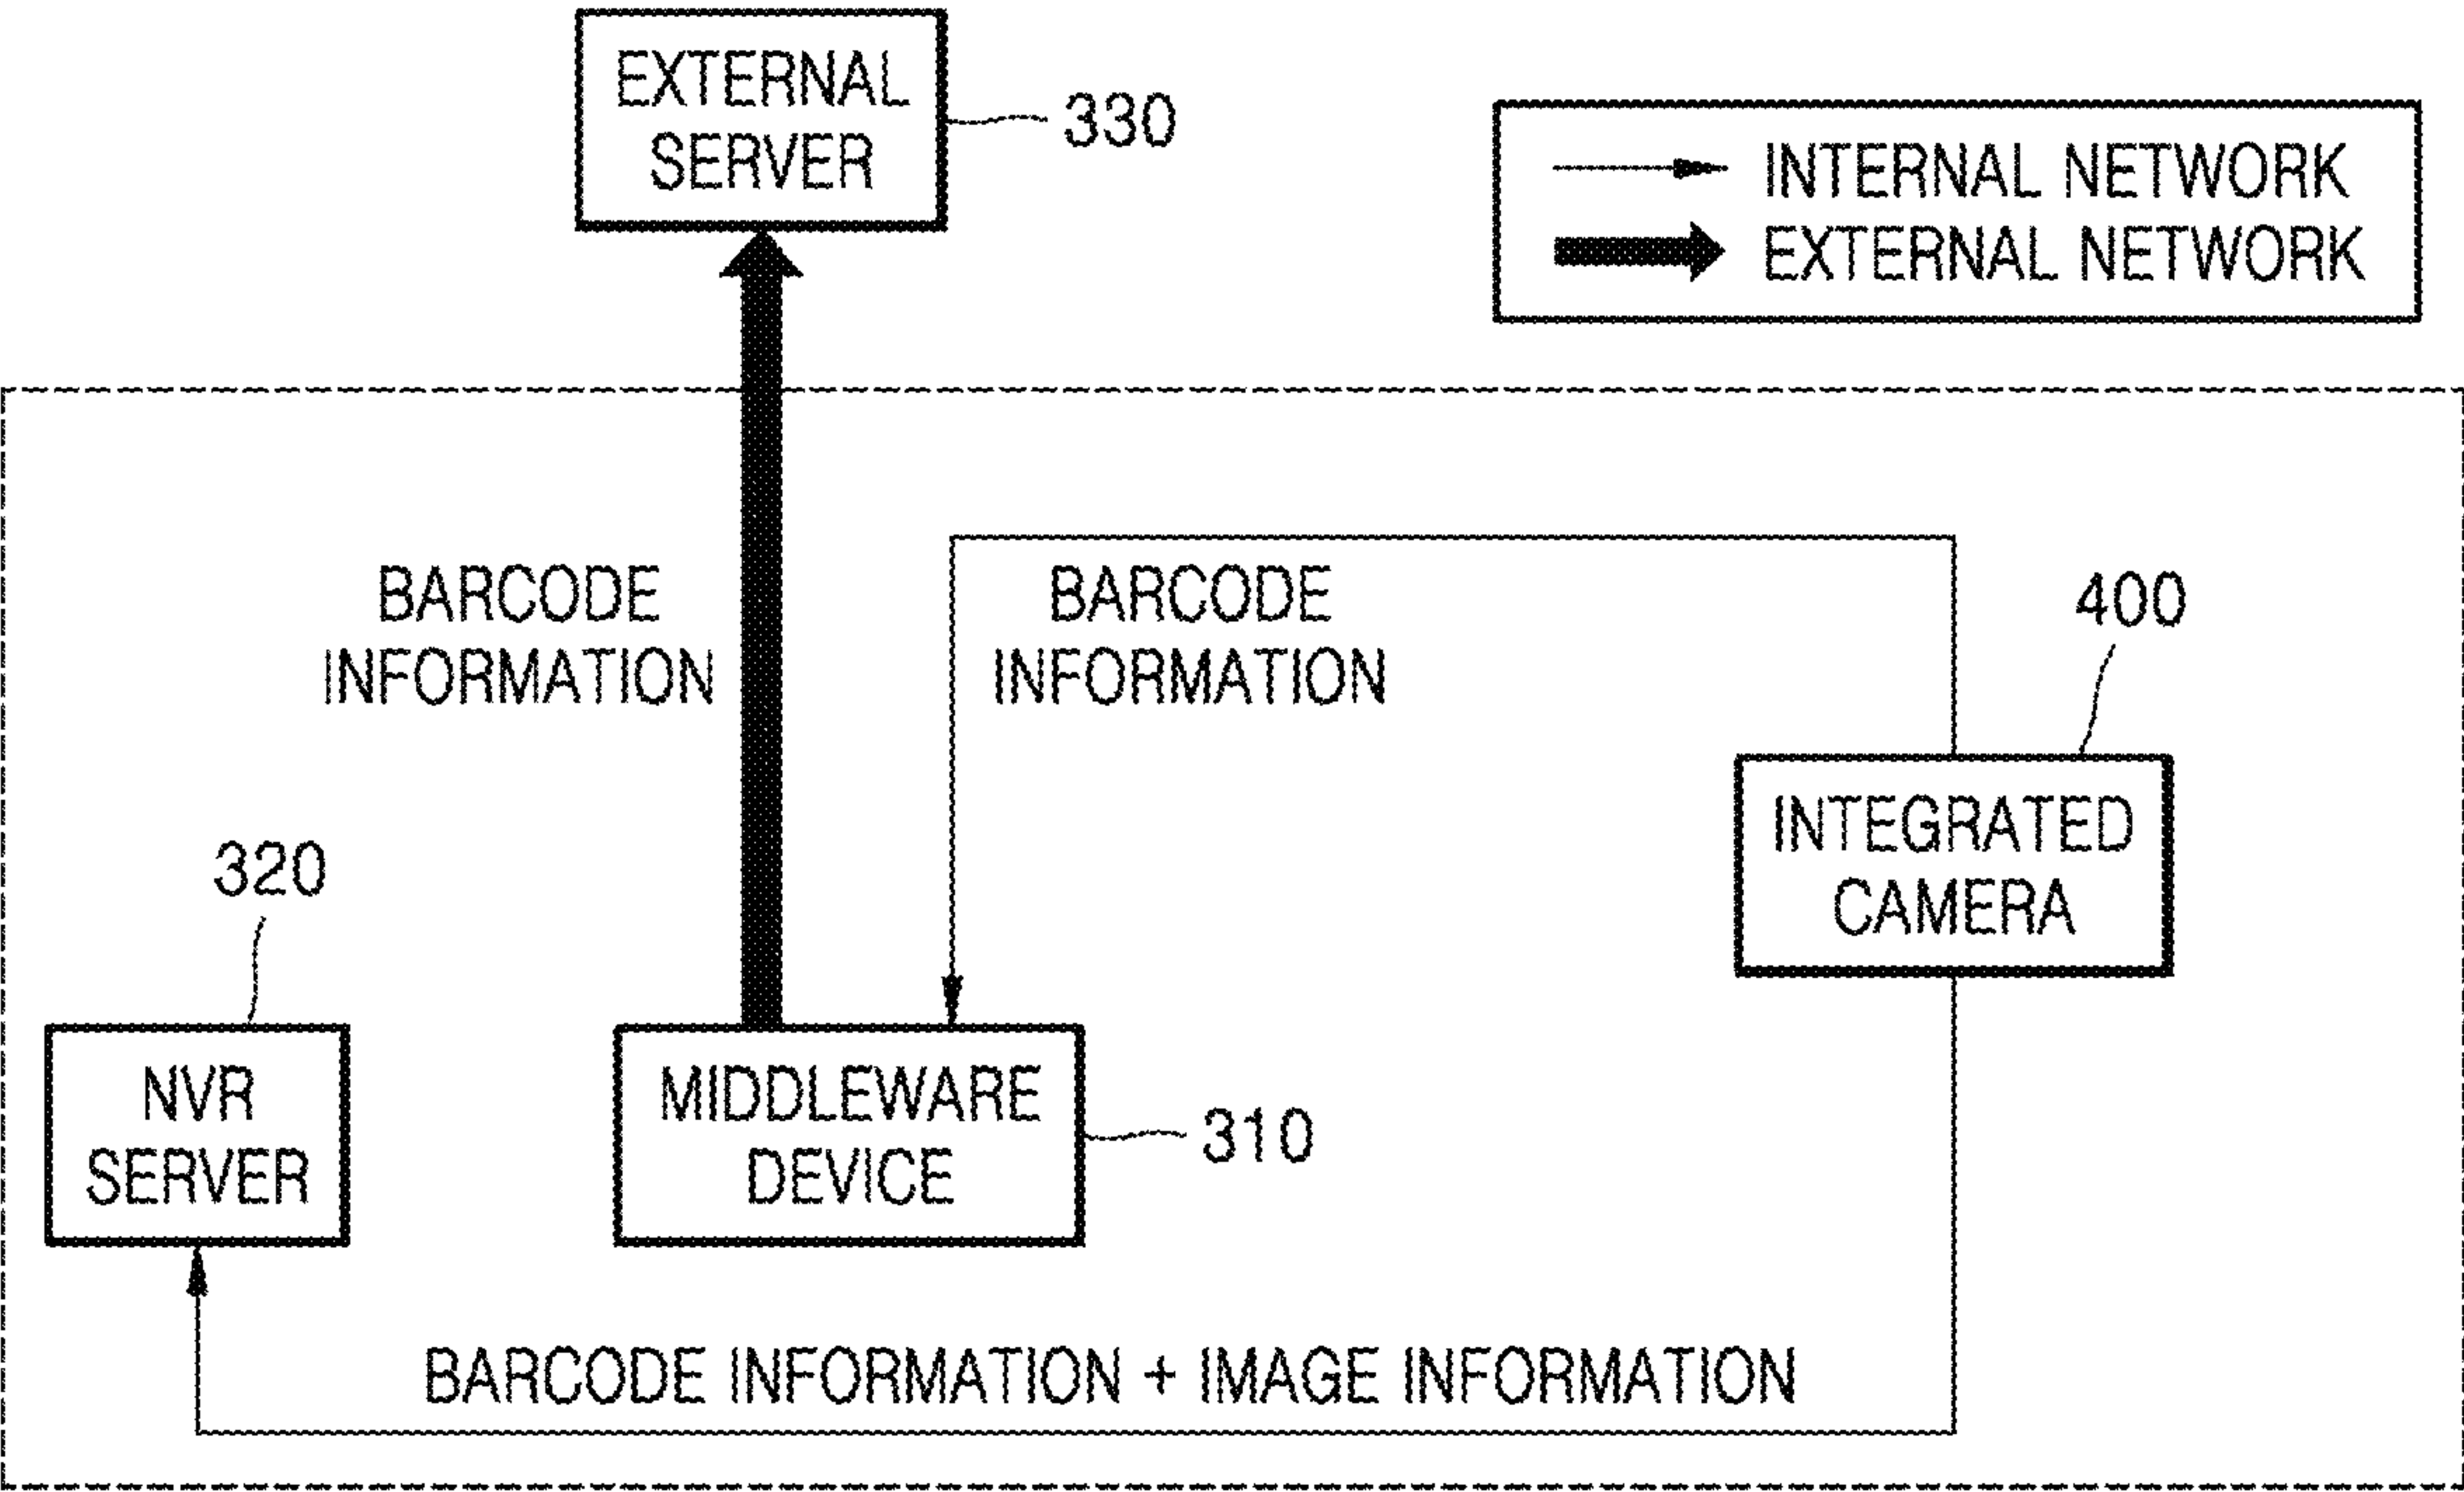 EXTERNAL
SERVER
330
INTERNAL NETWORK
EXTERNAL NETWORK
BARCODE
INFORMATION
BARCODE
INFORMATION
400
INTEGRATED
CAMERA
320
NVR
SERVER
MIDDLEWARE
DEVICE
310
BARCODE INFORMATION + IMAGE INFORMATION